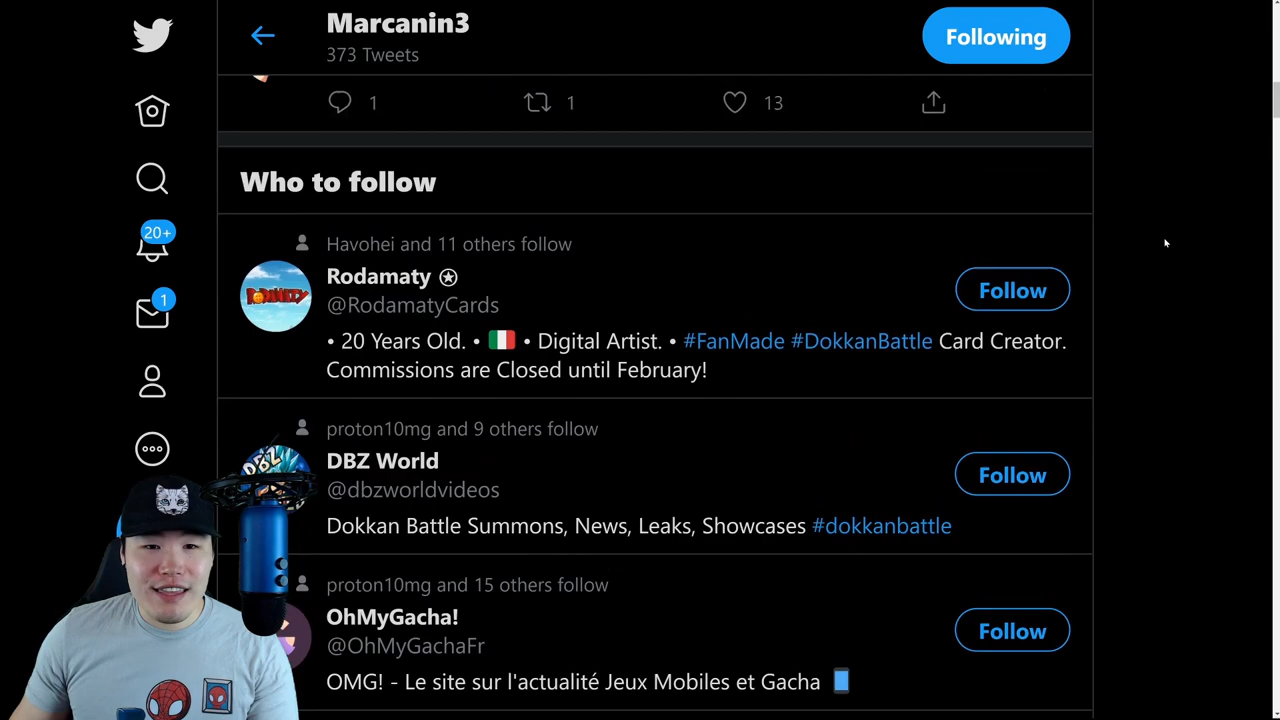 Marcanin3
373 Tweets
Following
1 1 13
Who to follow
20+
Havohei and 11 others follow
Rodamaty
@RodamatyCards
Follow
• 20 Years Old. • 🇮🇹 • Digital Artist. • #FanMade #DokkanBattle Card Creator.
Commissions are Closed until February!
1
proton10mg and 9 others follow
DBZ World
@dbzworldvideos
Follow
Dokkan Battle Summons, News, Leaks, Showcases #dokkanbattle
proton10mg and 15 others follow
OhMyGacha!
@OhMyGachaFr
Follow
OMG! - Le site sur l'actualité Jeux Mobiles et Gacha 📱
RODAMATY
DBZ